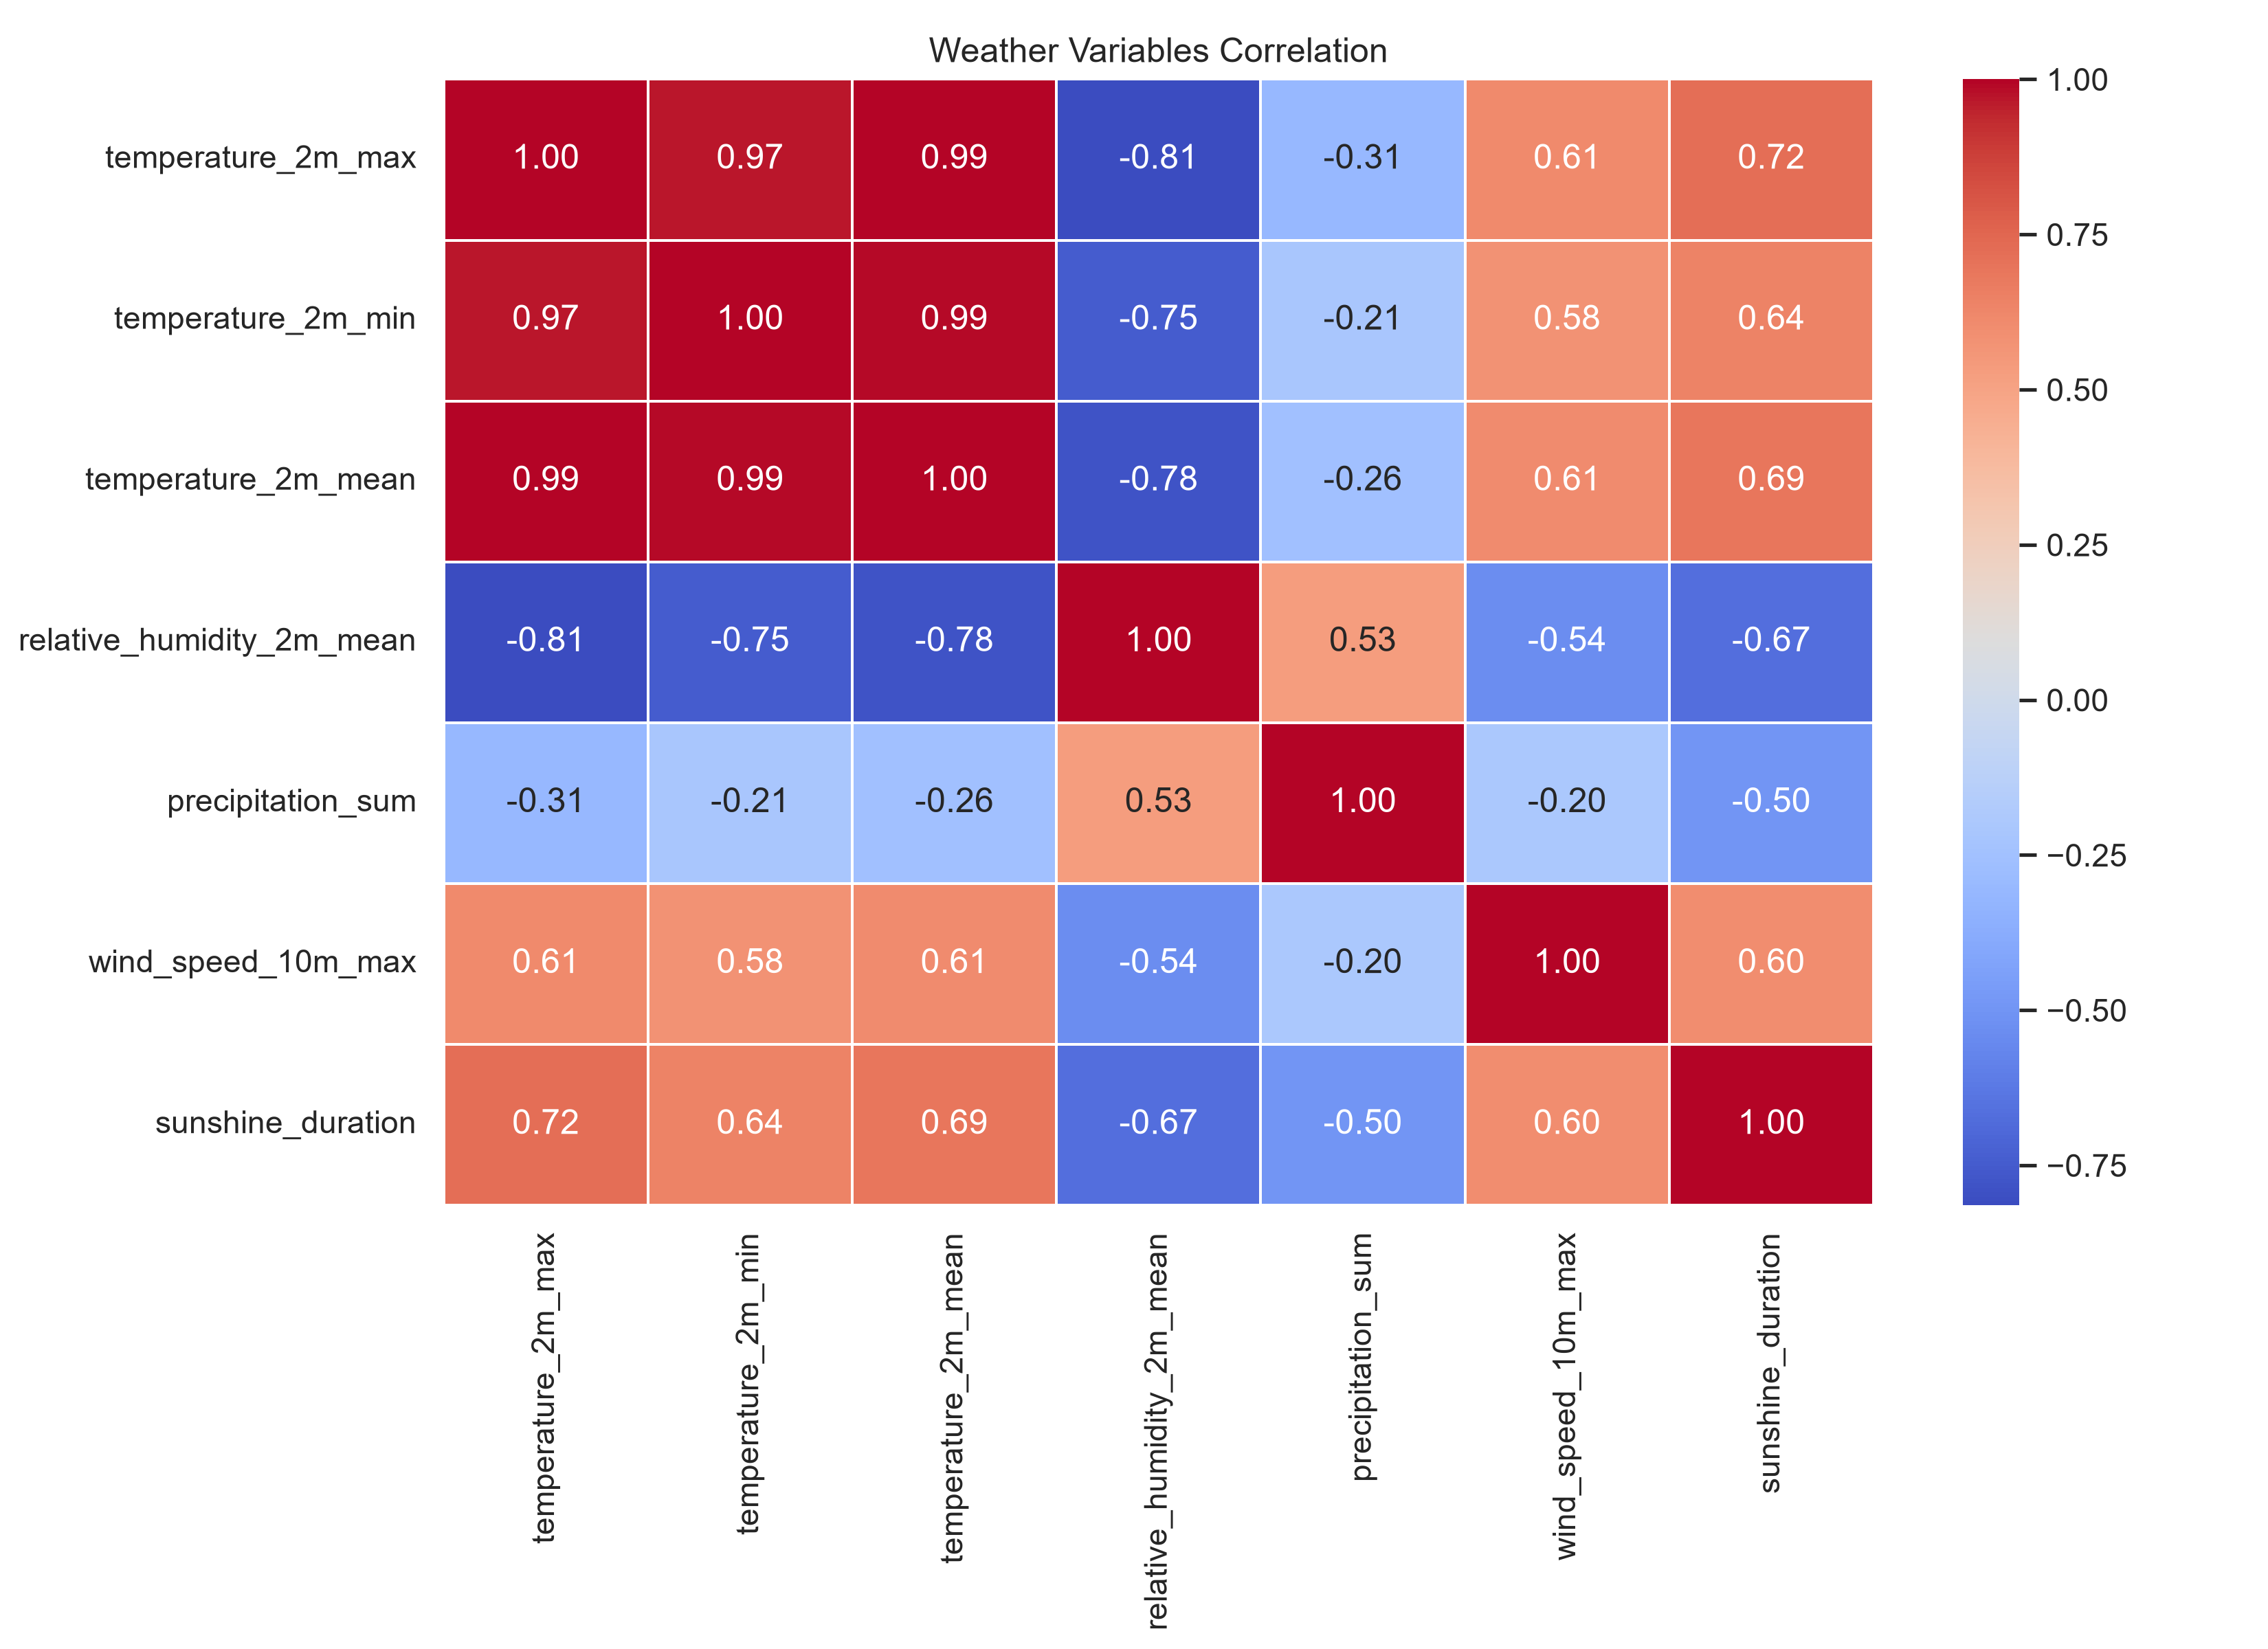 Weather Variables Correlation
temperature_2m_max 1.00 0.97 0.99 -0.81 -0.31 0.61 0.72
temperature_2m_min 0.97 1.00 0.99 -0.75 -0.21 0.58 0.64
temperature_2m_mean 0.99 0.99 1.00 -0.78 -0.26 0.61 0.69
relative_humidity_2m_mean -0.81 -0.75 -0.78 1.00 0.53 -0.54 -0.67
precipitation_sum -0.31 -0.21 -0.26 0.53 1.00 -0.20 -0.50
wind_speed_10m_max 0.61 0.58 0.61 -0.54 -0.20 1.00 0.60
sunshine_duration 0.72 0.64 0.69 -0.67 -0.50 0.60 1.00
temperature_2m_max
temperature_2m_min
temperature_2m_mean
relative_humidity_2m_mean
precipitation_sum
wind_speed_10m_max
sunshine_duration
1.00
0.75
0.50
0.25
0.00
−0.25
−0.50
−0.75